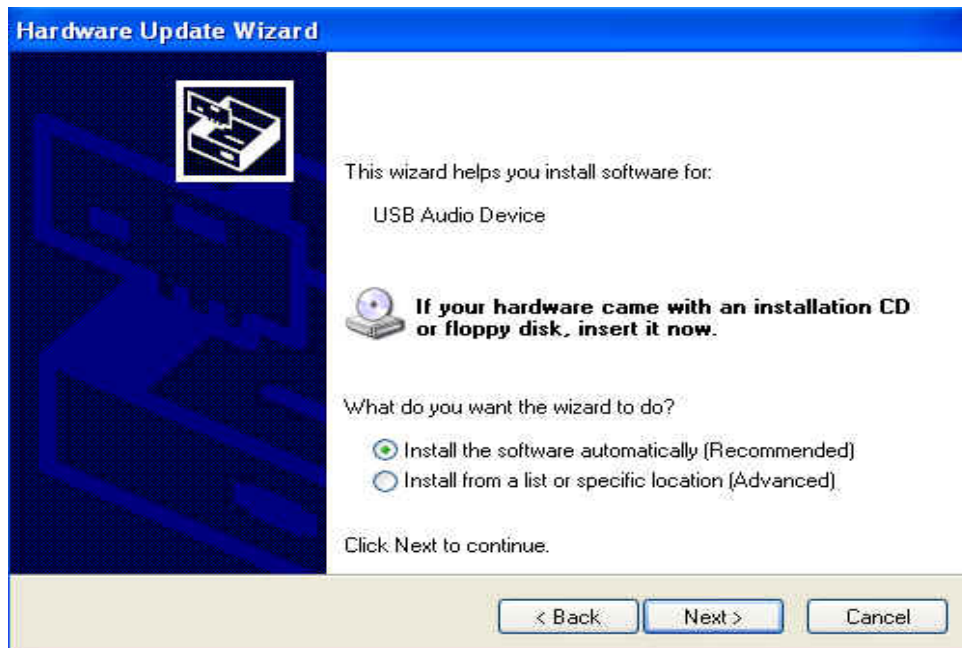 Hardware Update Wizard
This wizard helps you install software for:
USB Audio Device
If your hardware came with an installation CD
or floppy disk, insert it now.
What do you want the wizard to do?
Install the software automatically (Recommended)
Install from a list or specific location (Advanced)
Click Next to continue.
< Back Next > Cancel